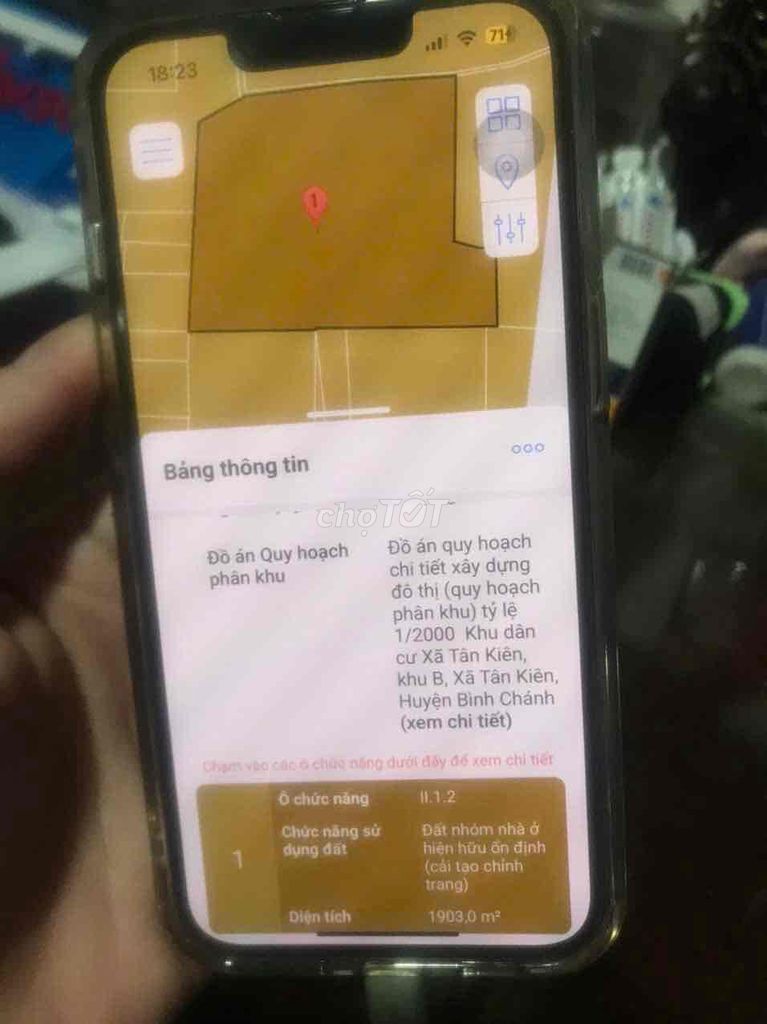 18:23
71
1
Bảng thông tin
chợTỐT
Đồ án Quy hoạch
phân khu
Đồ án quy hoạch
chi tiết xây dựng
đô thị (quy hoạch
phân khu) tỷ lệ
1/2000 Khu dân
cư Xã Tân Kiên,
khu B, Xã Tân Kiên,
Huyện Bình Chánh
(xem chi tiết)
Chạm vào các ô chức năng dưới đây để xem chi tiết
1
Ô chức năng
II.1.2
Chức năng sử
dụng đất
Đất nhóm nhà ở
hiện hữu ổn định
(cải tạo chỉnh
trang)
Diện tích
1903,0 m²